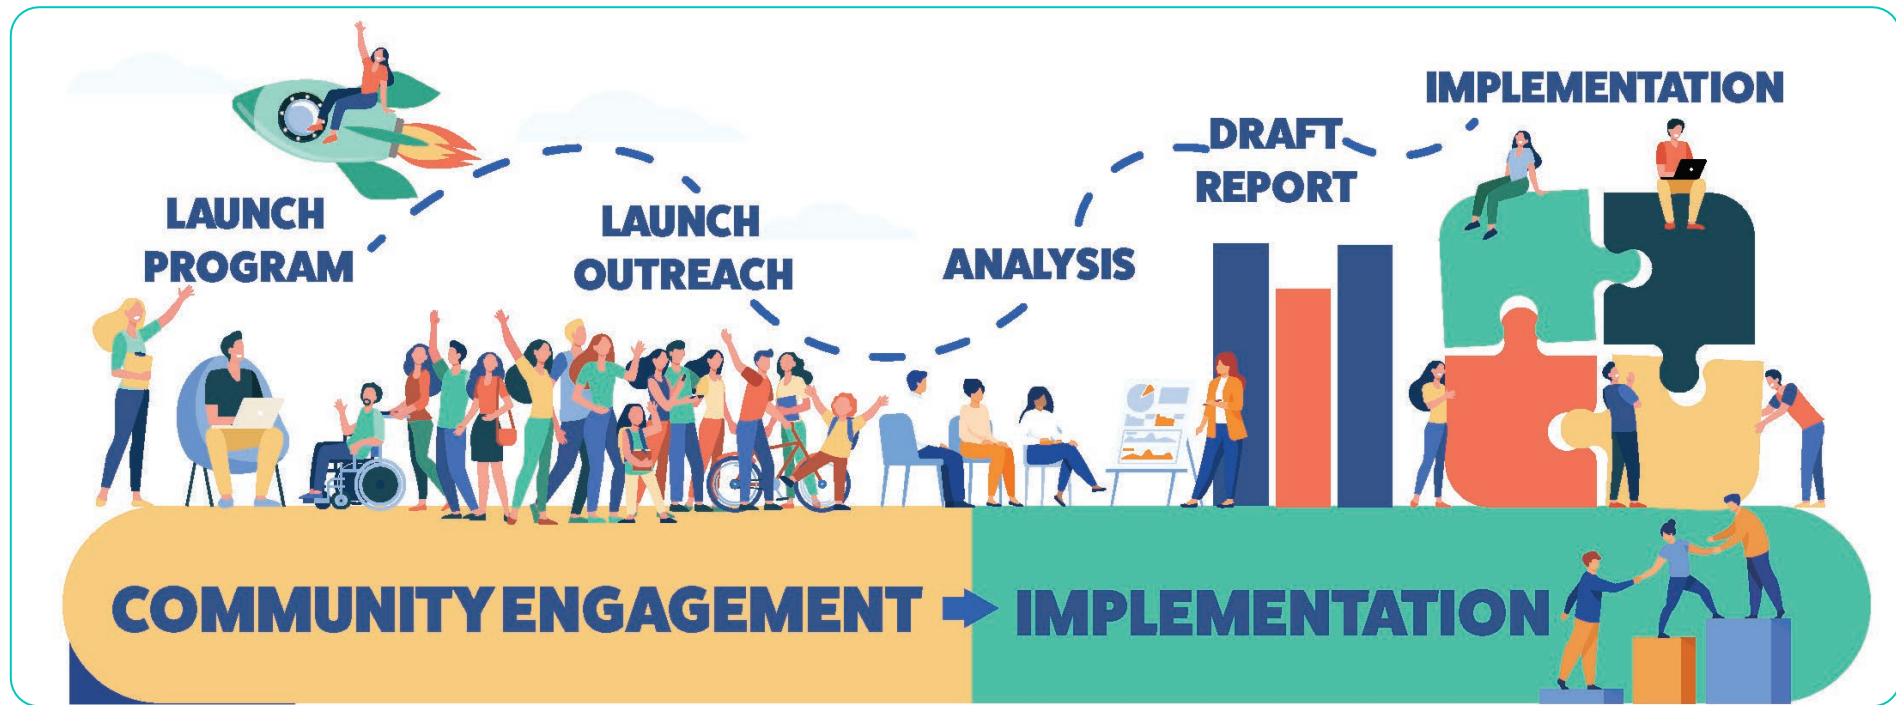 LAUNCH
PROGRAM
LAUNCH
OUTREACH
ANALYSIS
DRAFT
REPORT
IMPLEMENTATION
COMMUNITY ENGAGEMENT
IMPLEMENTATION